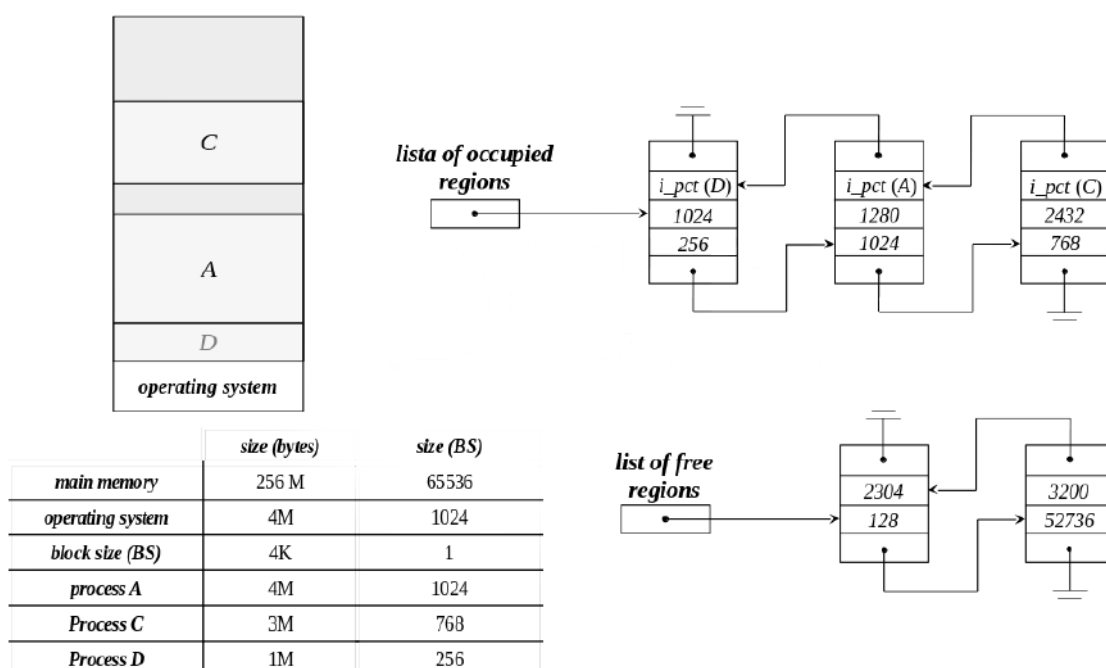 C
A
D
operating system
lista of occupied
regions
i_pct (D)
1024
256
i_pct (A)
1280
1024
i_pct (C)
2432
768
list of free
regions
2304
128
3200
52736
size (bytes) size (BS)
main memory 256 M 65536
operating system 4M 1024
block size (BS) 4K 1
process A 4M 1024
Process C 3M 768
Process D 1M 256